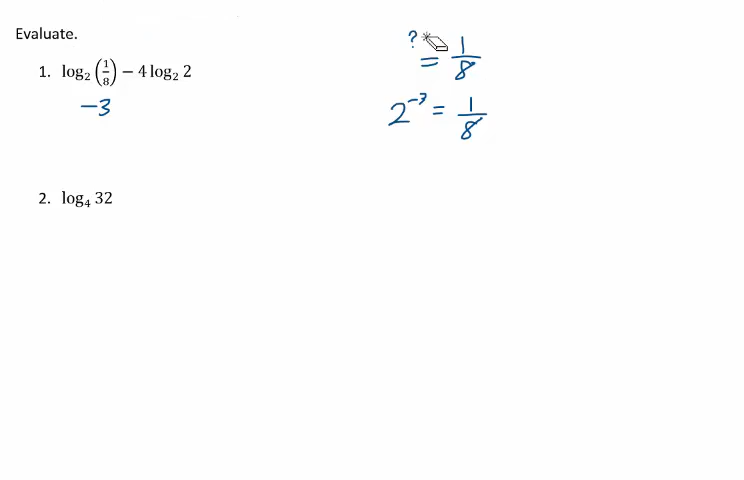 Evaluate.
1. log₂ (1/8) − 4 log₂ 2
−3
? = 1/8
2⁻³ = 1/8
2. log₄ 32